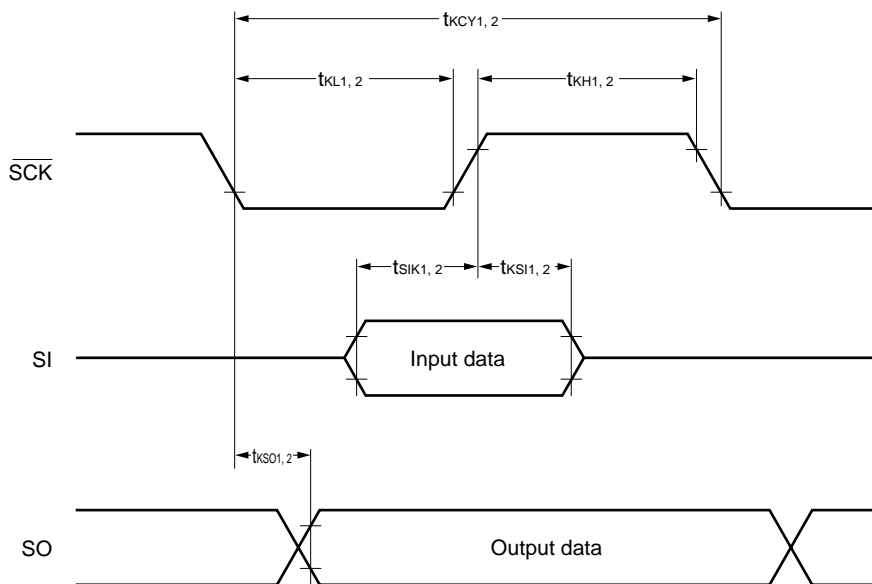 tKCY1, 2
tKL1, 2
tKH1, 2
SCK
tSIK1, 2
tKSI1, 2
SI
Input data
tKSO1, 2
SO
Output data